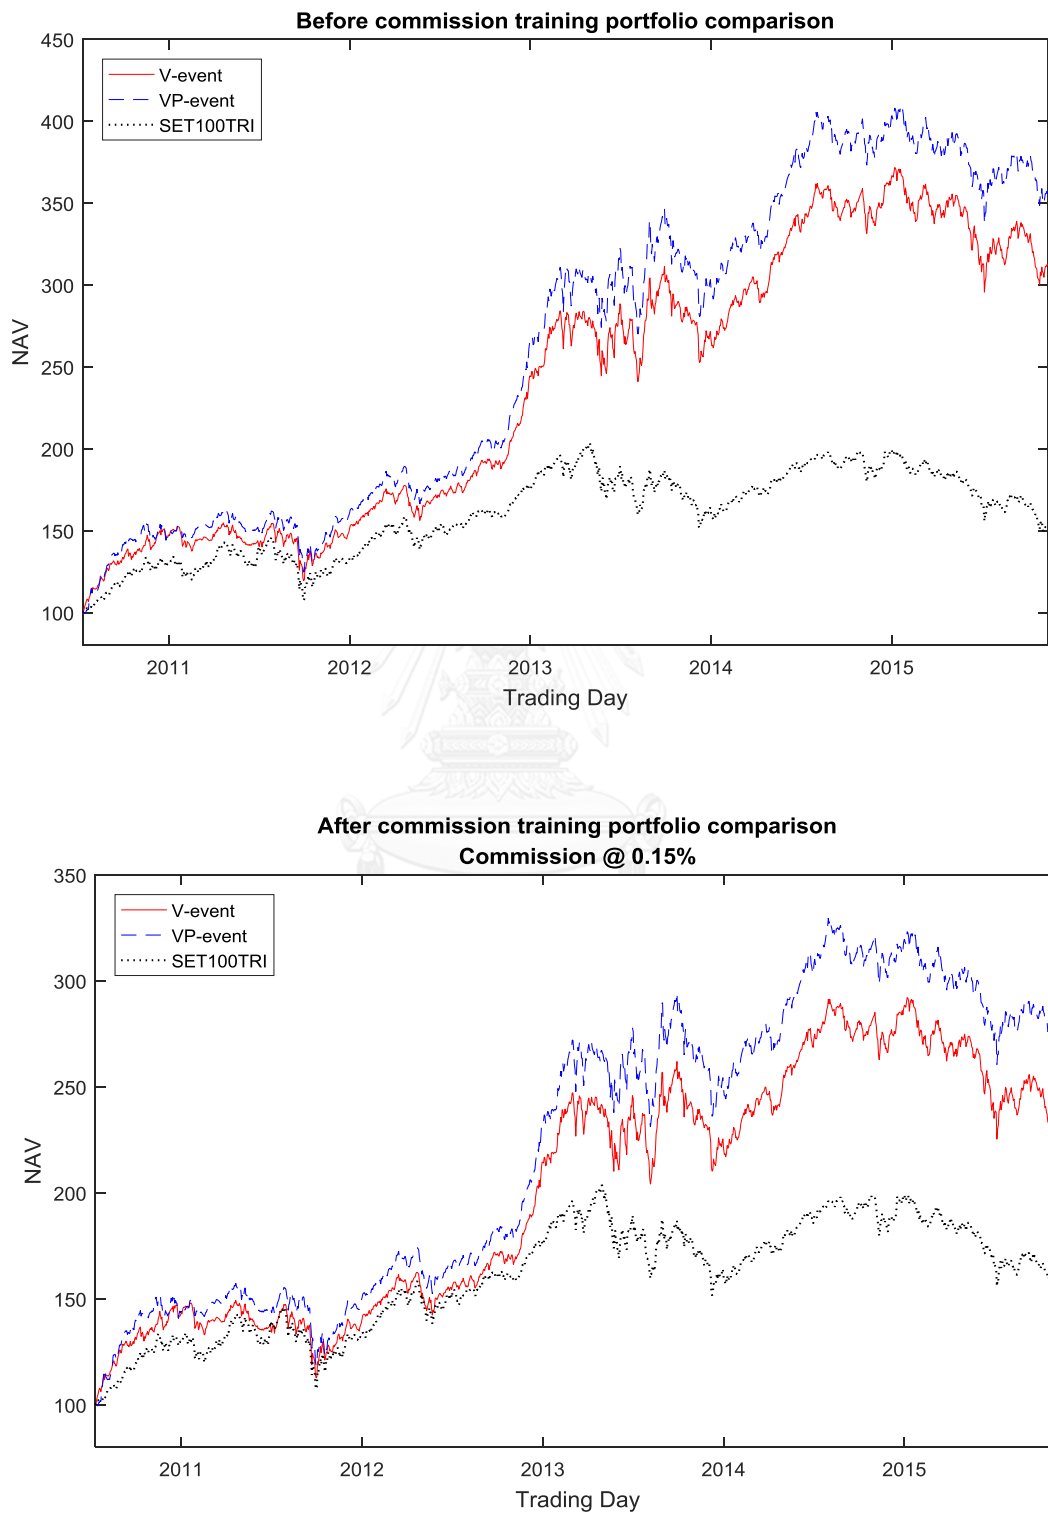 Before commission training portfolio comparison
450
400
350
300
250
200
150
100
NAV
V-event
VP-event
SET100TRI
2011 2012 2013 2014 2015
Trading Day
After commission training portfolio comparison
Commission @ 0.15%
350
300
250
200
150
100
NAV
V-event
VP-event
SET100TRI
2011 2012 2013 2014 2015
Trading Day